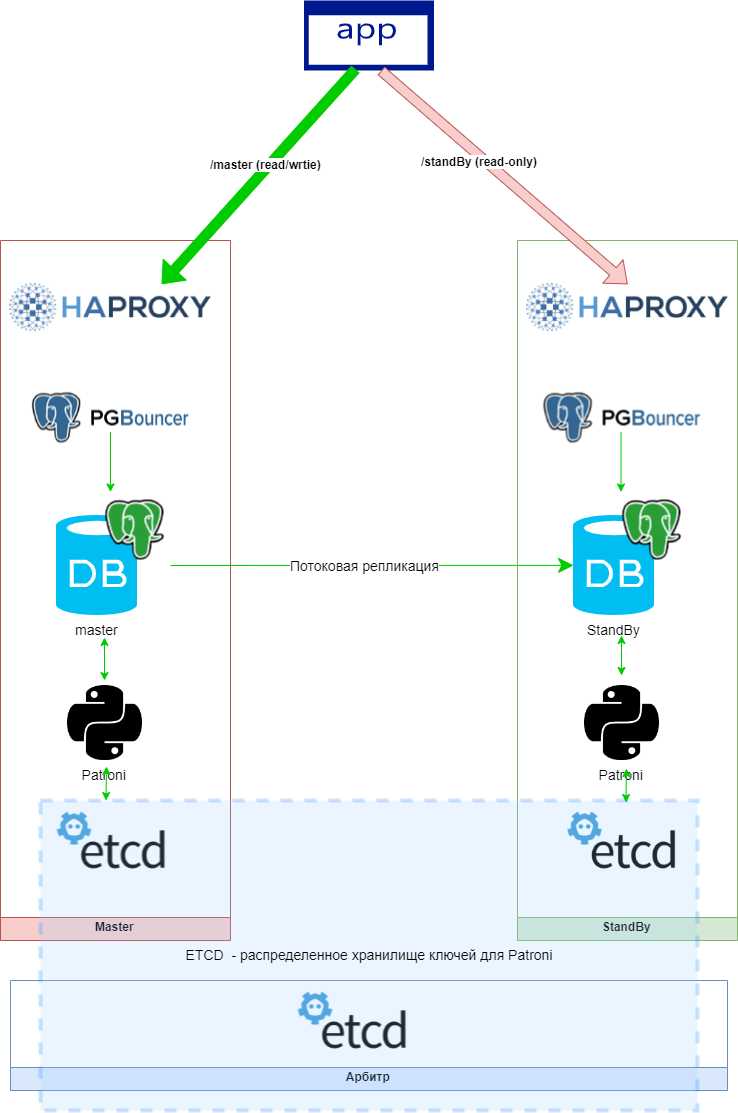 app
/master (read/wrtie)
/standBy (read-only)
HAPROXY
HAPROXY
PGBouncer
PGBouncer
DB
DB
Потоковая репликация
master
StandBy
Patroni
Patroni
etcd
etcd
Master
StandBy
ETCD - распределенное хранилище ключей для Patroni
etcd
Арбитр